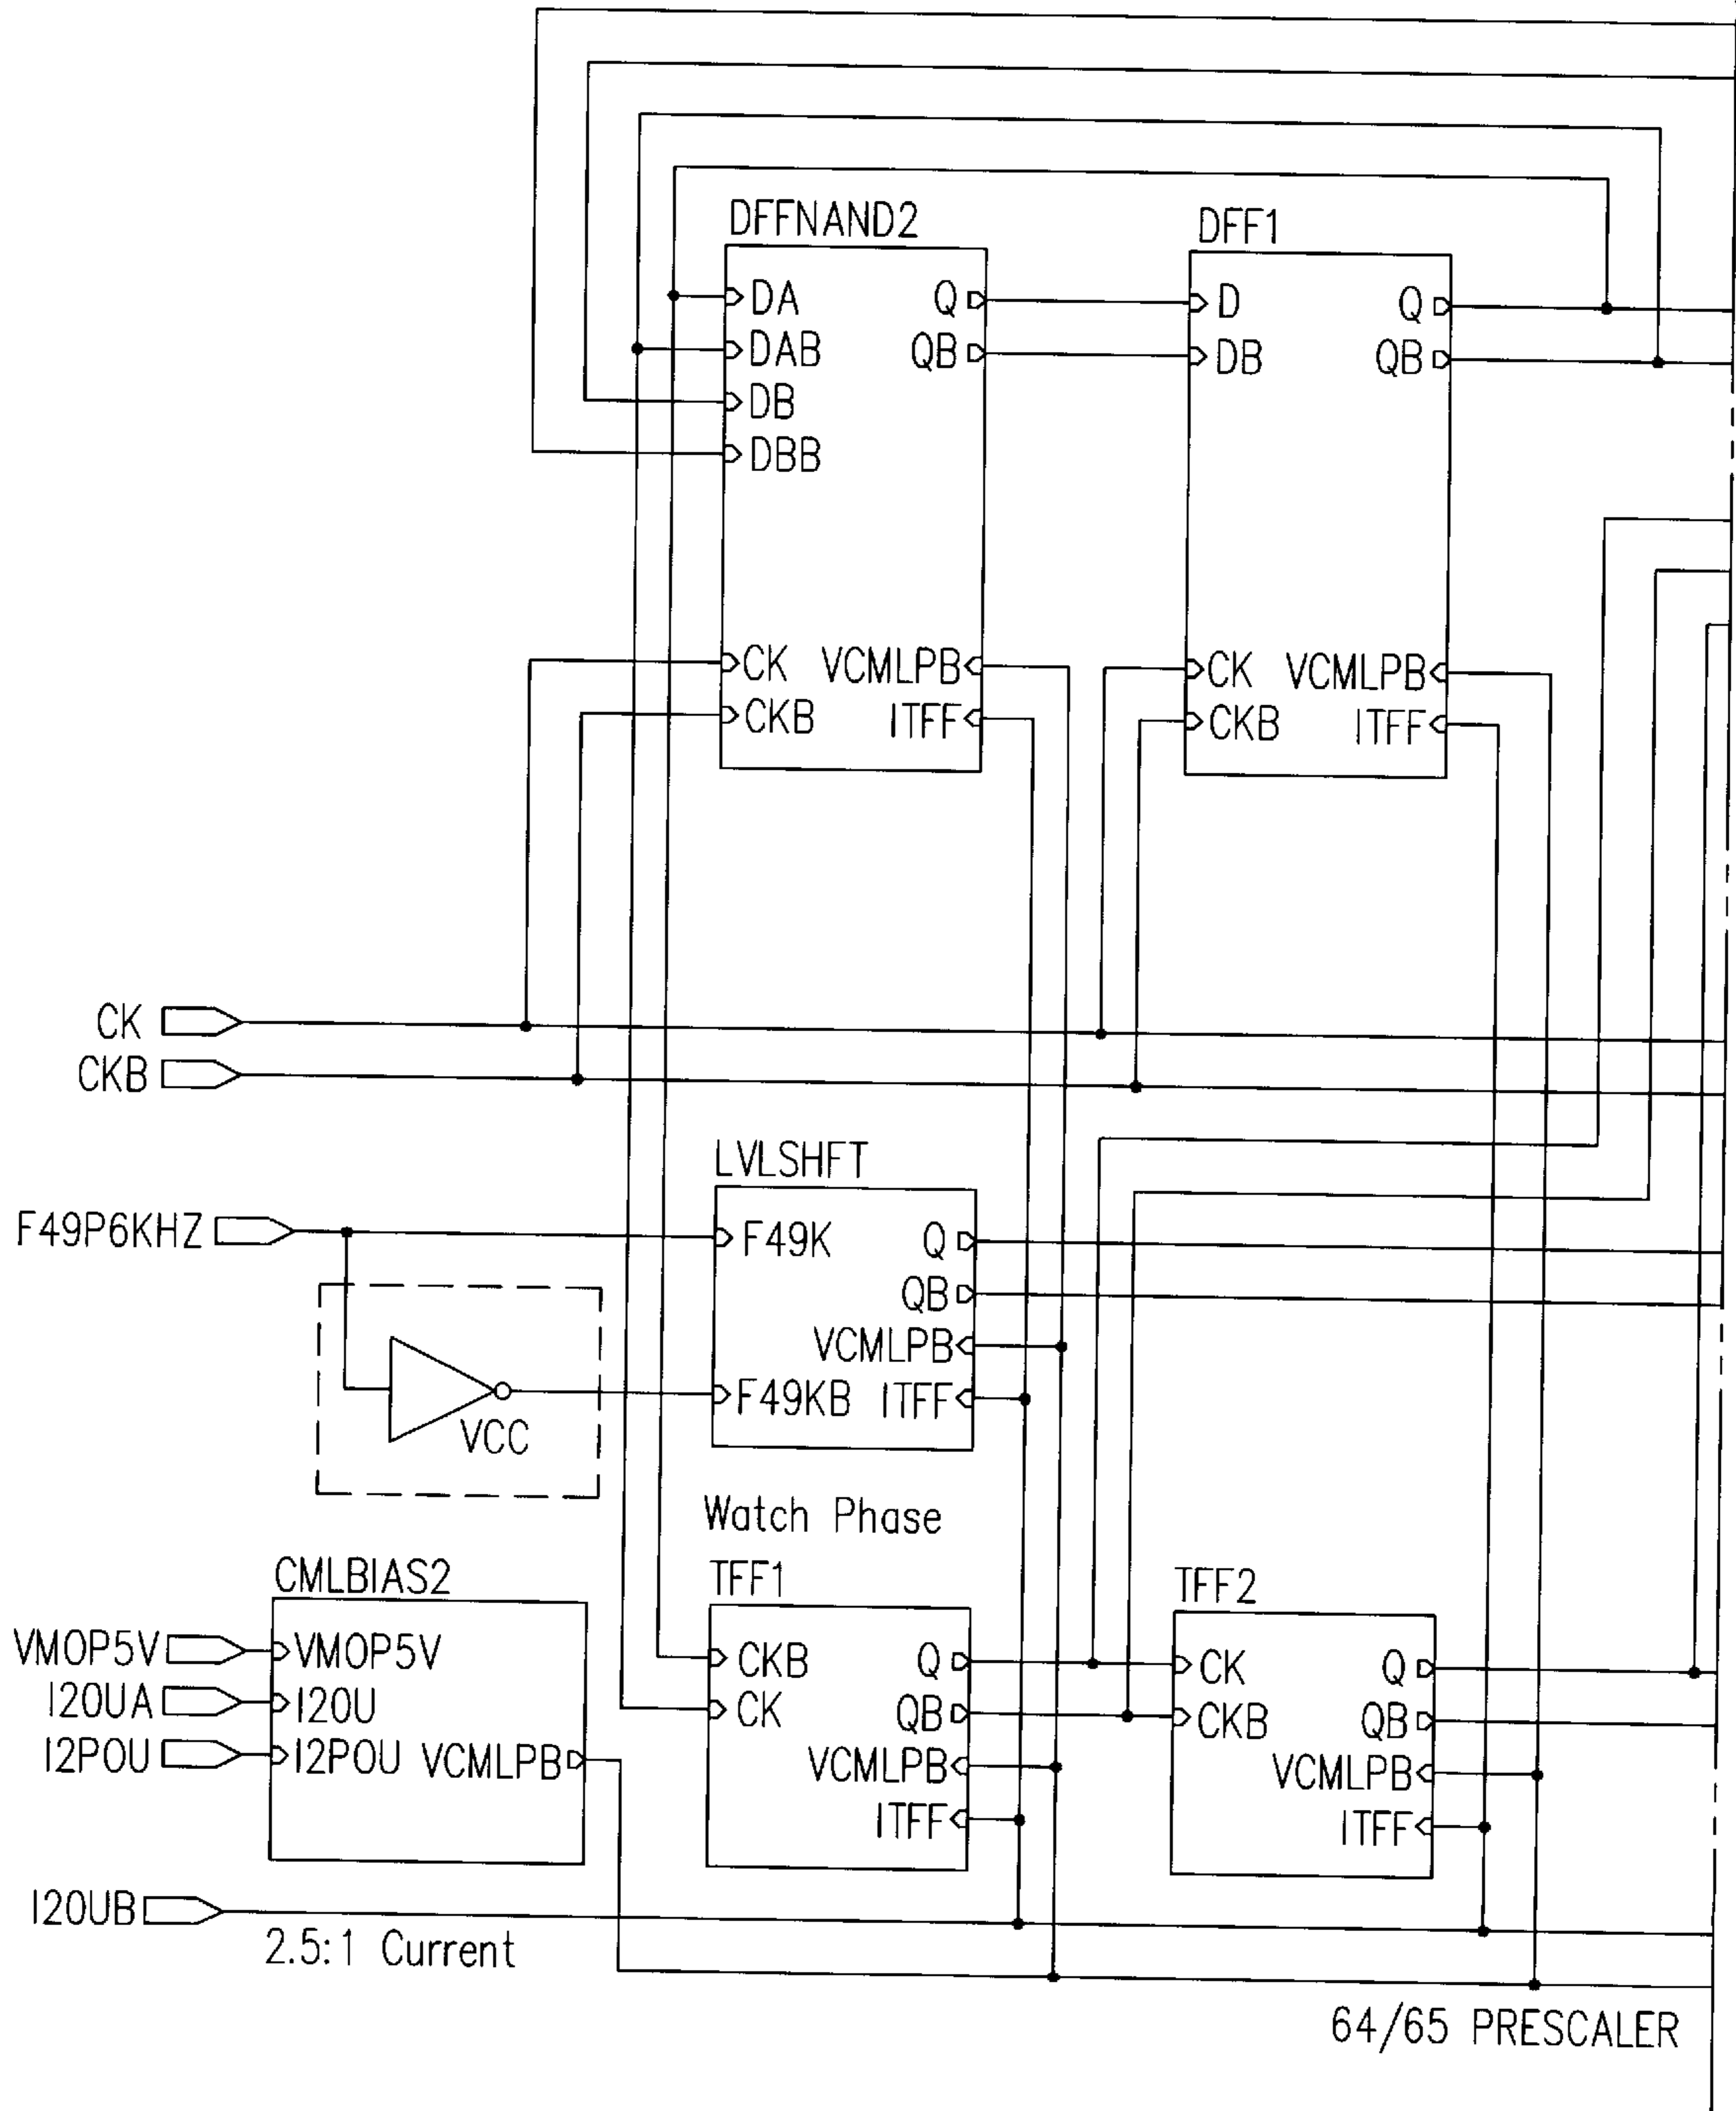 DFFNAND2
DA
DAB
DB
DBB
Q
QB
CK
CKB
VCMLPB
ITFF
DFF1
D
DB
Q
QB
CK
CKB
VCMLPB
ITFF
CK
CKB
LVLSHFT
F49P6KHZ
F49K
Q
QB
VCMLPB
F49KB
ITFF
VCC
Watch Phase
CMLBIAS2
VMOP5V
VMOP5V
I20UA
I20U
I2POU
I2POU
VCMLPB
TFF1
CKB
Q
CK
QB
VCMLPB
ITFF
TFF2
CK
Q
CKB
QB
VCMLPB
ITFF
I20UB
2.5:1 Current
64/65 PRESCALER